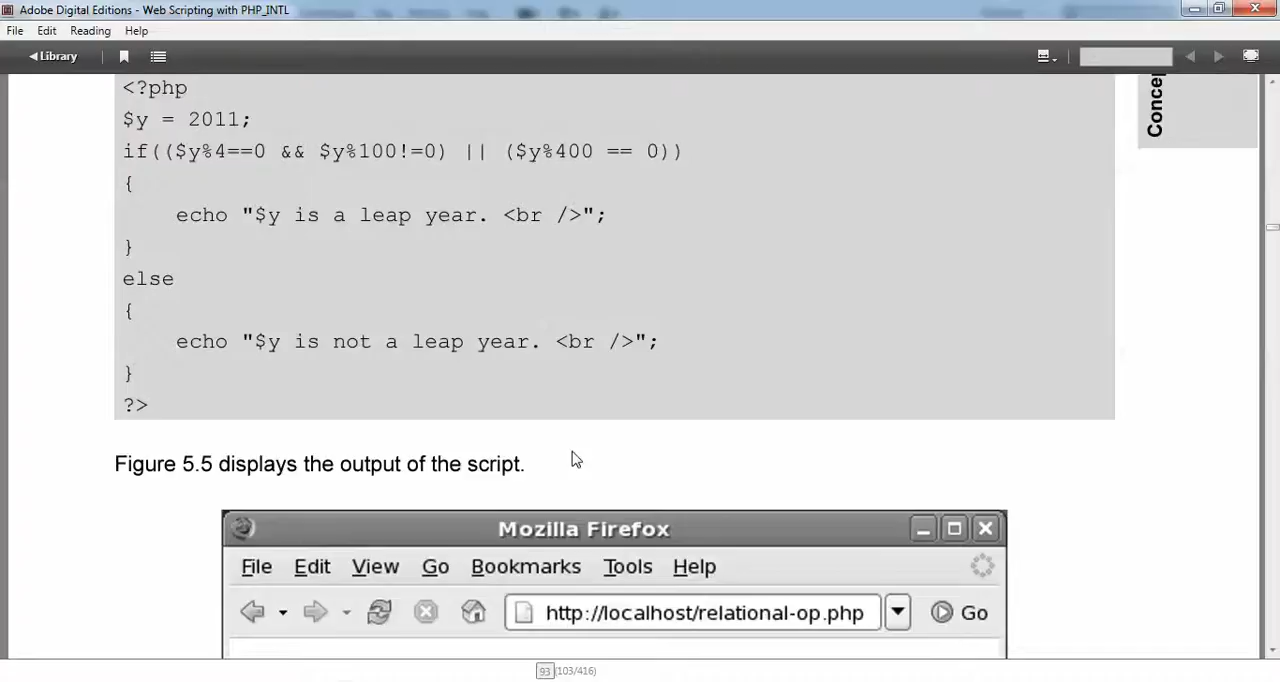 Adobe Digital Editions - Web Scripting with PHP_INTL
File Edit Reading Help
Library
Concep
<?php
$y = 2011;
if(($y%4==0 && $y%100!=0) || ($y%400 == 0))
{
echo "$y is a leap year. <br />";
}
else
{
echo "$y is not a leap year. <br />";
}
?>
Figure 5.5 displays the output of the script.
Mozilla Firefox
File Edit View Go Bookmarks Tools Help
http://localhost/relational-op.php Go
93 (103/416)